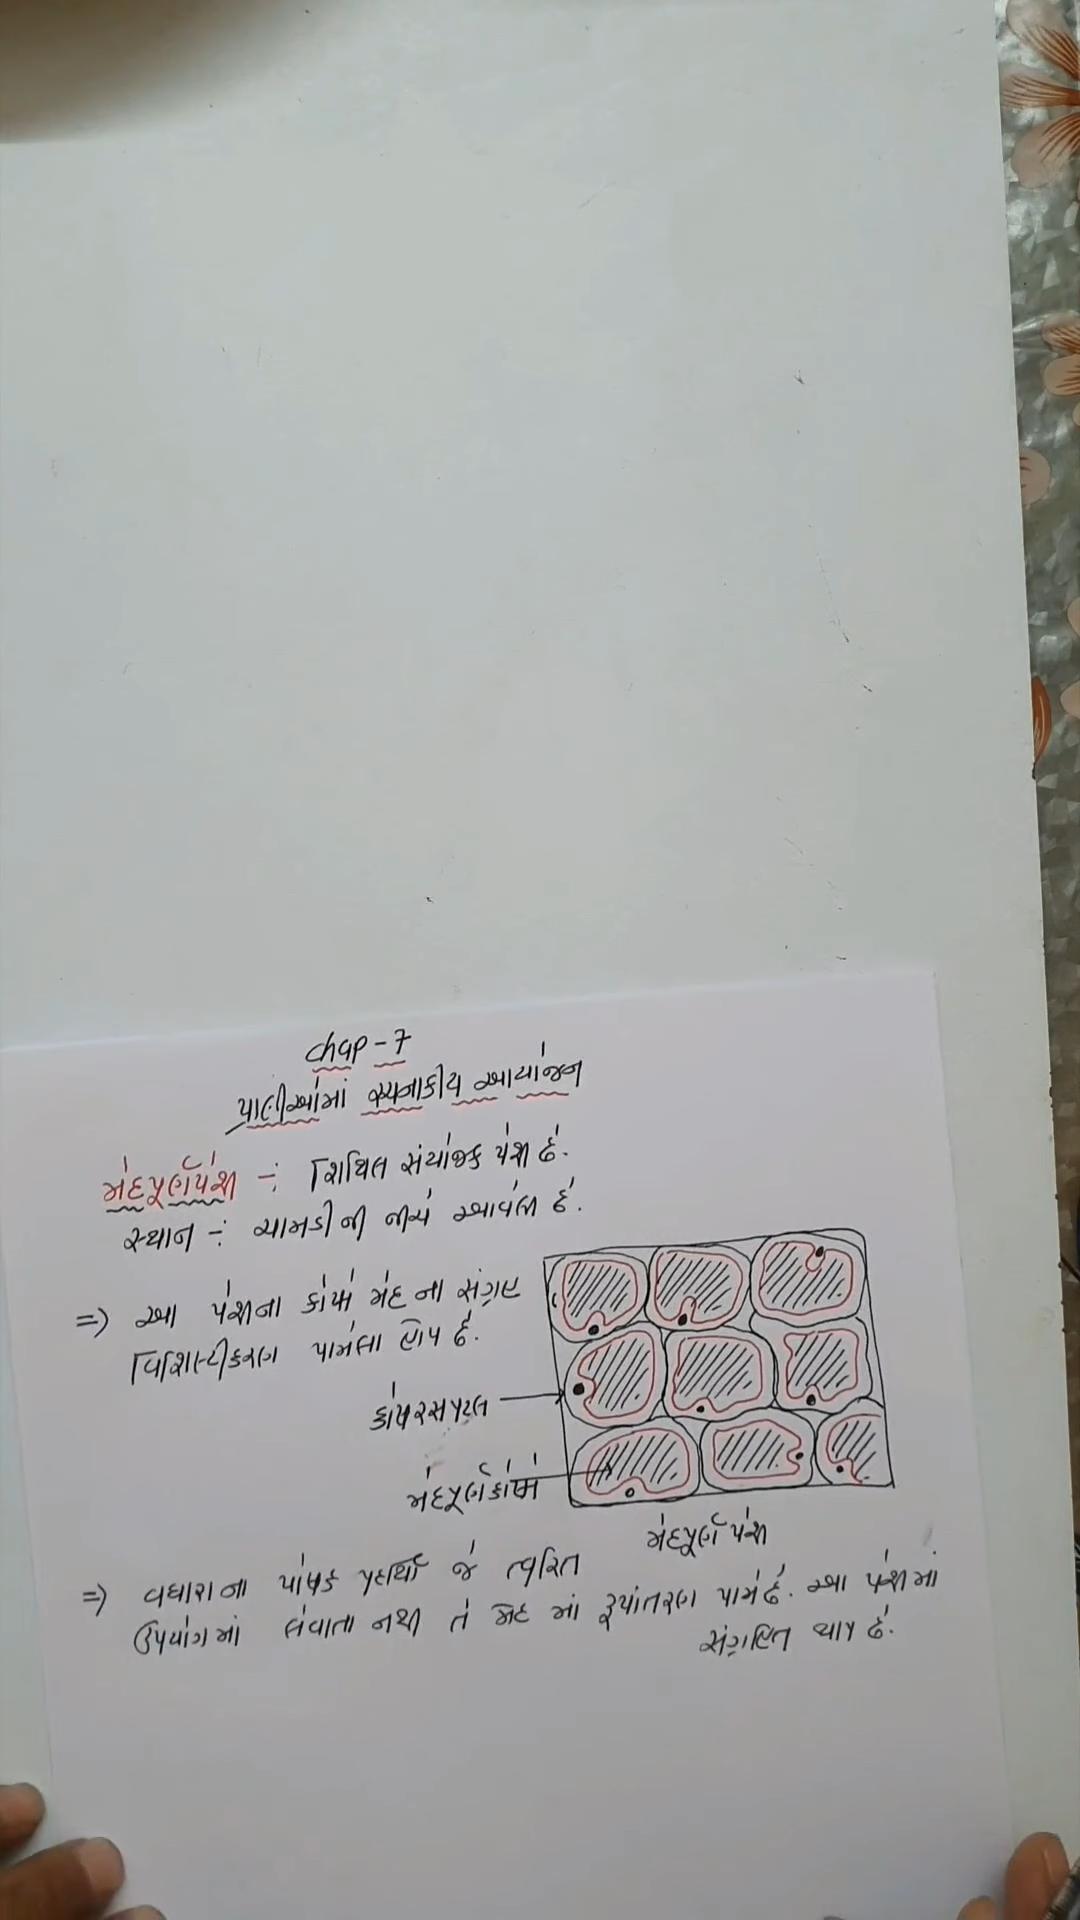 chap - 7
પ્રાણીઓમાં રચનાકીય આયોજન
મેદપૂર્ણપેશી :- શિથિલ સંયોજક પેશી છે.
સ્થાન :- ચામડીની નીચે આવેલી છે.
=> આ પેશીના કોષો મેદના સંગ્રહ
વિશિષ્ટીકરણ પામેલા હોય છે.
કોષરસપટલ
મેદપૂર્ણકોષો
મેદપૂર્ણ પેશી
=> વધારાના પોષક પદાર્થો જે ત્વરિત
ઉપયોગમાં લેવાતા નથી તે મેદ માં રૂપાંતરણ પામે છે. આ પેશીમાં
સંગ્રહિત થાય છે.